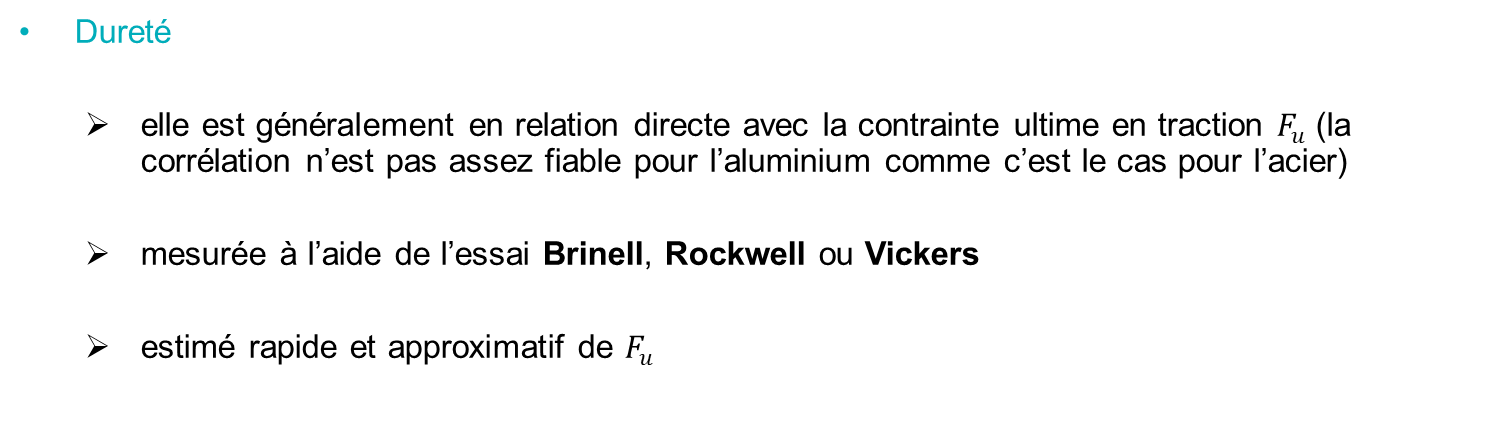 • Dureté
➢ elle est généralement en relation directe avec la contrainte ultime en traction 𝐹𝑢 (la
corrélation n’est pas assez fiable pour l’aluminium comme c’est le cas pour l’acier)
➢ mesurée à l’aide de l’essai Brinell, Rockwell ou Vickers
➢ estimé rapide et approximatif de 𝐹𝑢